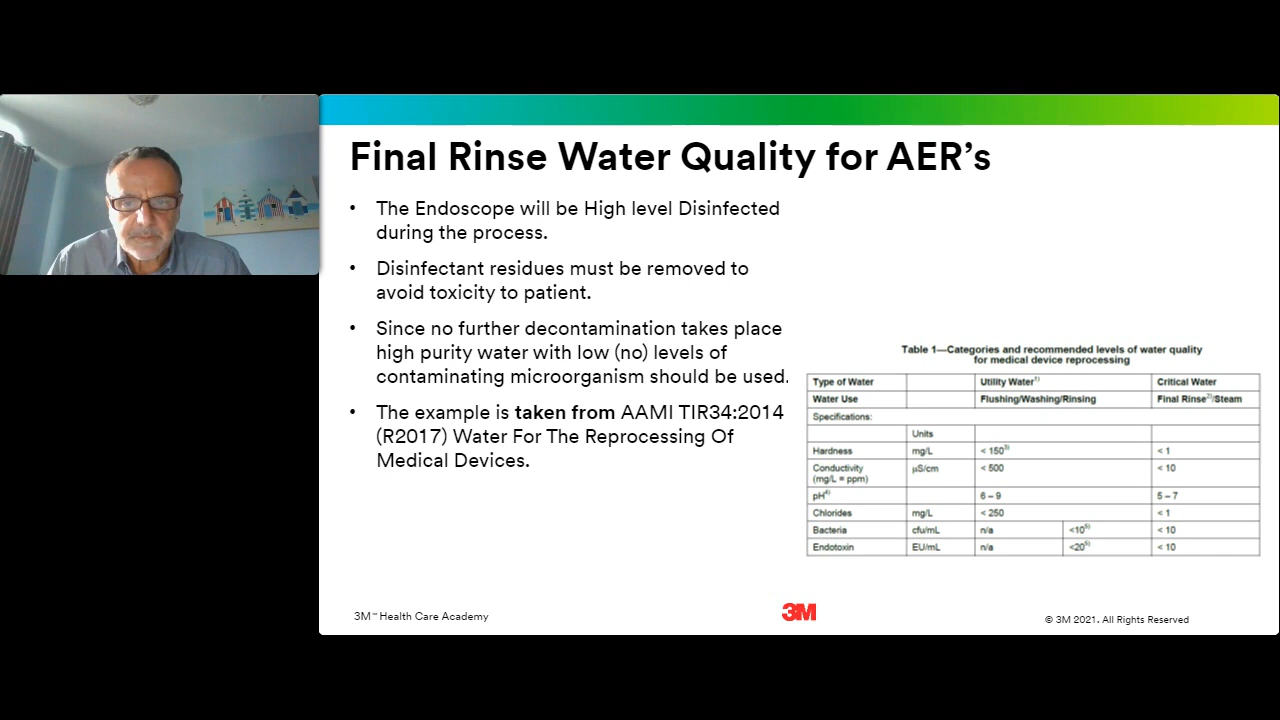 Final Rinse Water Quality for AER's
• The Endoscope will be High level Disinfected
during the process.
• Disinfectant residues must be removed to
avoid toxicity to patient.
• Since no further decontamination takes place
high purity water with low (no) levels of
contaminating microorganism should be used.
• The example is taken from AAMI TIR34:2014
(R2017) Water For The Reprocessing Of
Medical Devices.
Table 1—Categories and recommended levels of water quality
for medical device reprocessing
Type of Water Utility Water1) Critical Water
Water Use Flushing/Washing/Rinsing Final Rinse2)/Steam
Specifications:
Units
Hardness mg/L < 1503) < 1
Conductivity µS/cm < 500 < 10
(mg/L = ppm)
pH4) 6 – 9 5 – 7
Chlorides mg/L < 250 < 1
Bacteria cfu/mL n/a <105) < 10
Endotoxin EU/mL n/a <205) < 10
3M™ Health Care Academy
3M
© 3M 2021. All Rights Reserved